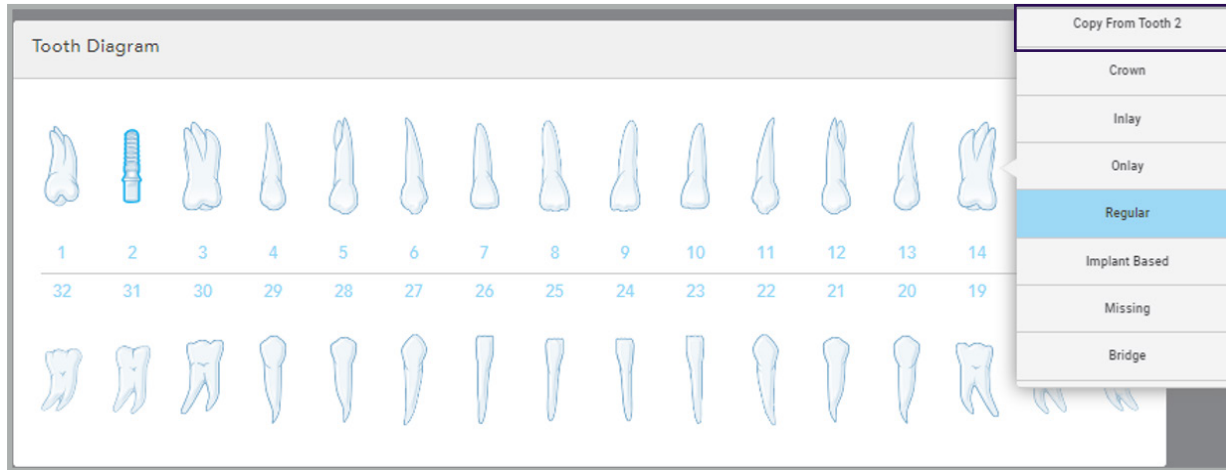 Tooth Diagram
1 2 3 4 5 6 7 8 9 10 11 12 13 14
32 31 30 29 28 27 26 25 24 23 22 21 20 19
Copy From Tooth 2
Crown
Inlay
Onlay
Regular
Implant Based
Missing
Bridge